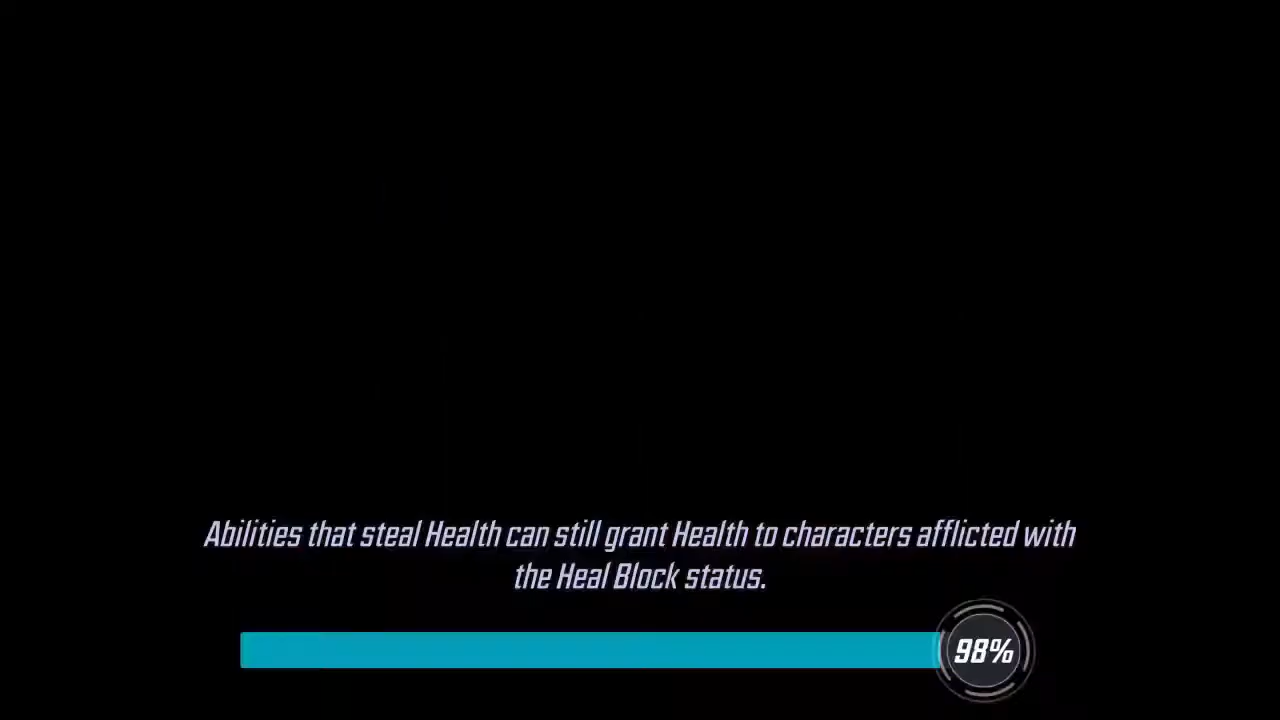 Abilities that steal Health can still grant Health to characters afflicted with
the Heal Block status.
98%